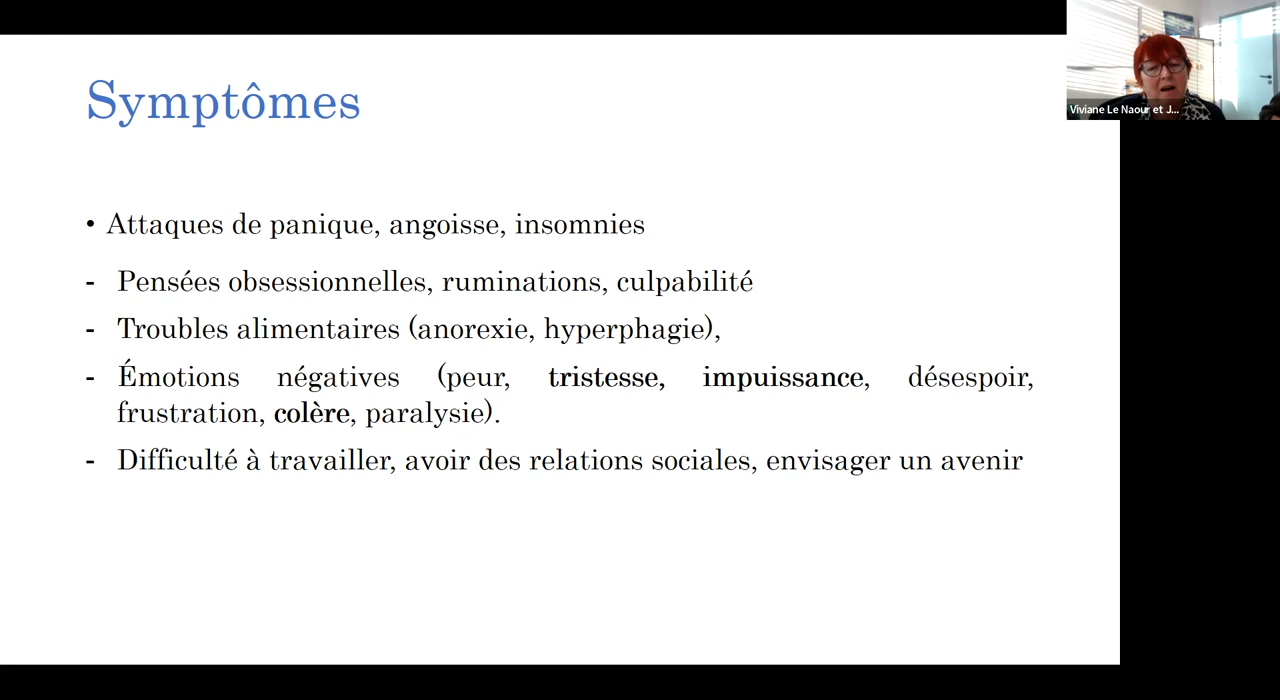 Symptômes
Viviane Le Naour et J...
• Attaques de panique, angoisse, insomnies
- Pensées obsessionnelles, ruminations, culpabilité
- Troubles alimentaires (anorexie, hyperphagie),
- Émotions négatives (peur, tristesse, impuissance, désespoir,
frustration, colère, paralysie).
- Difficulté à travailler, avoir des relations sociales, envisager un avenir